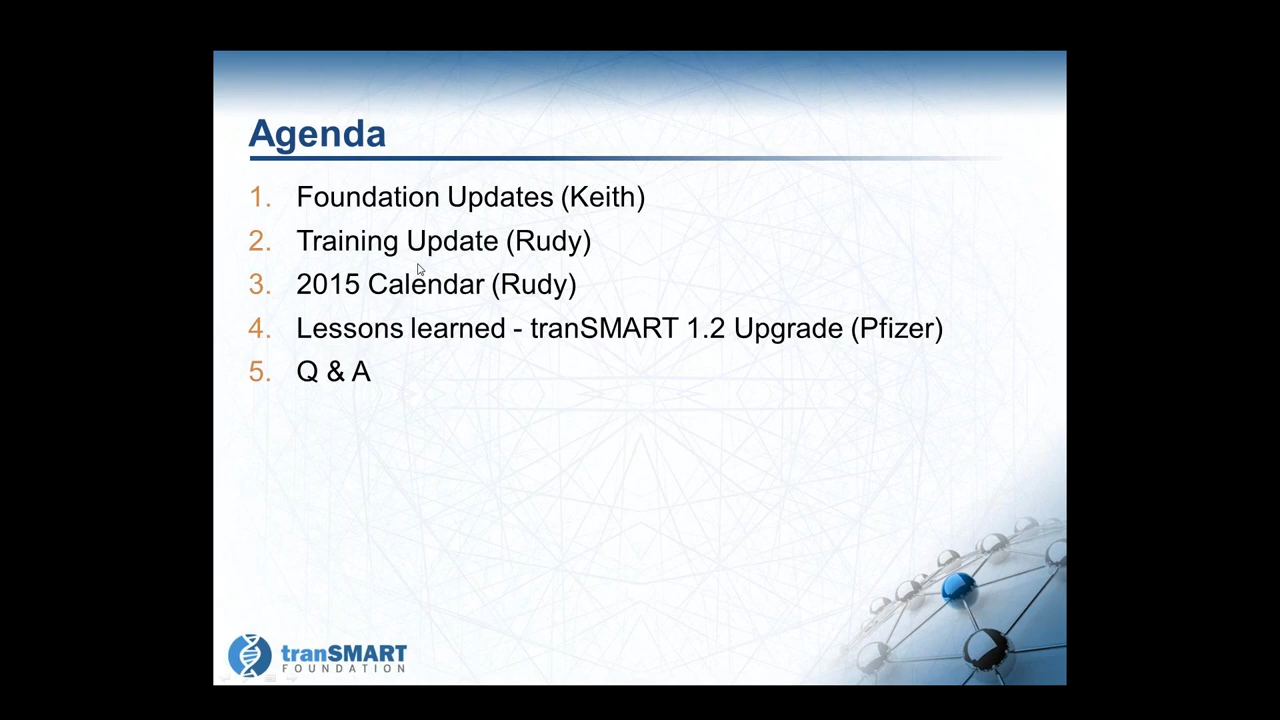 Agenda
1. Foundation Updates (Keith)
2. Training Update (Rudy)
3. 2015 Calendar (Rudy)
4. Lessons learned - tranSMART 1.2 Upgrade (Pfizer)
5. Q & A
tranSMART
FOUNDATION